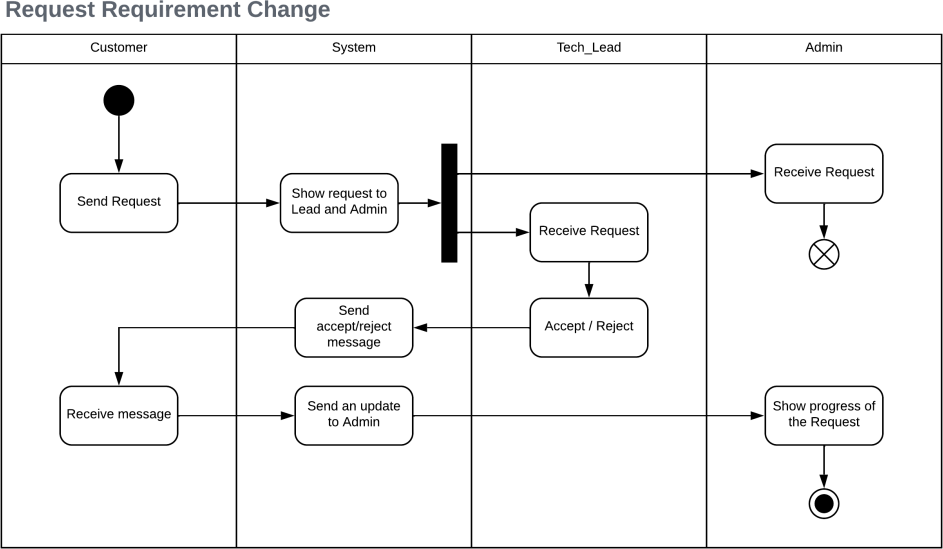 Request Requirement Change
Customer
System
Tech_Lead
Admin
Send Request
Show request to
Lead and Admin
Receive Request
Receive Request
Send
accept/reject
message
Accept / Reject
Receive message
Send an update
to Admin
Show progress of
the Request